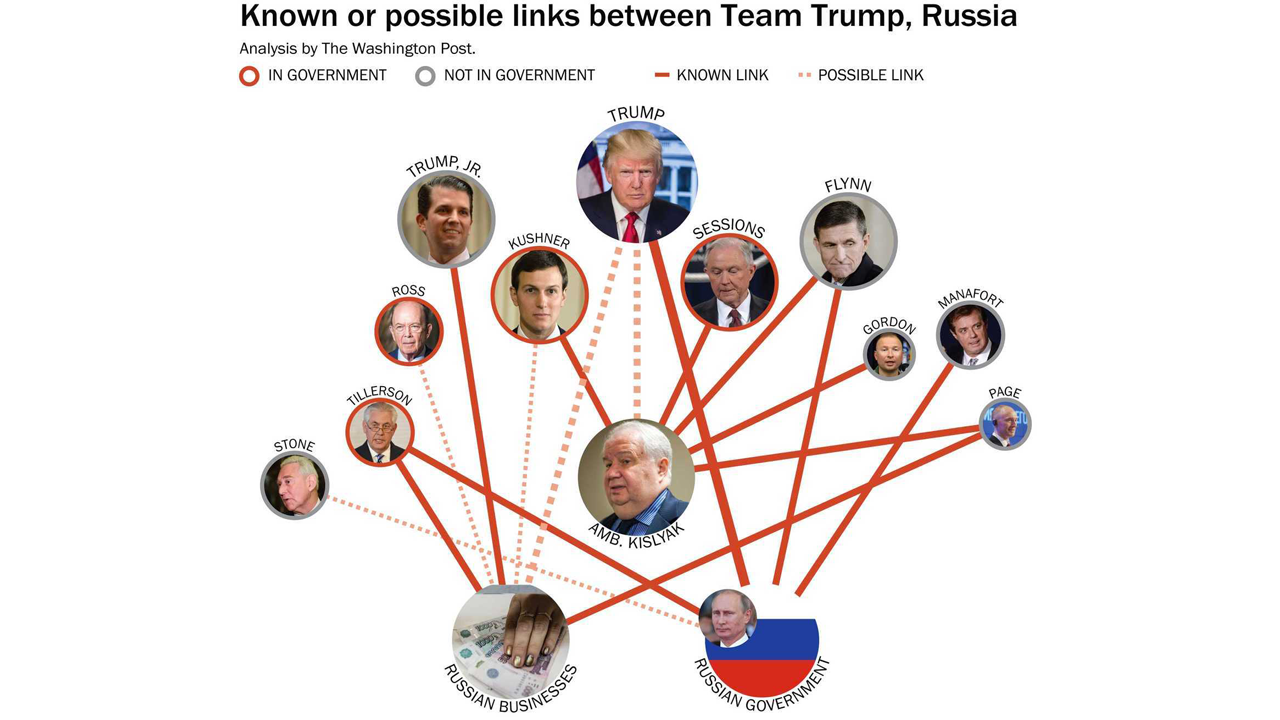 Known or possible links between Team Trump, Russia
Analysis by The Washington Post.
IN GOVERNMENT
NOT IN GOVERNMENT
KNOWN LINK
POSSIBLE LINK
TRUMP
TRUMP, JR.
FLYNN
SESSIONS
KUSHNER
ROSS
MANAFORT
GORDON
TILLERSON
PAGE
STONE
AMB. KISLYAK
RUSSIAN BUSINESSES
RUSSIAN GOVERNMENT